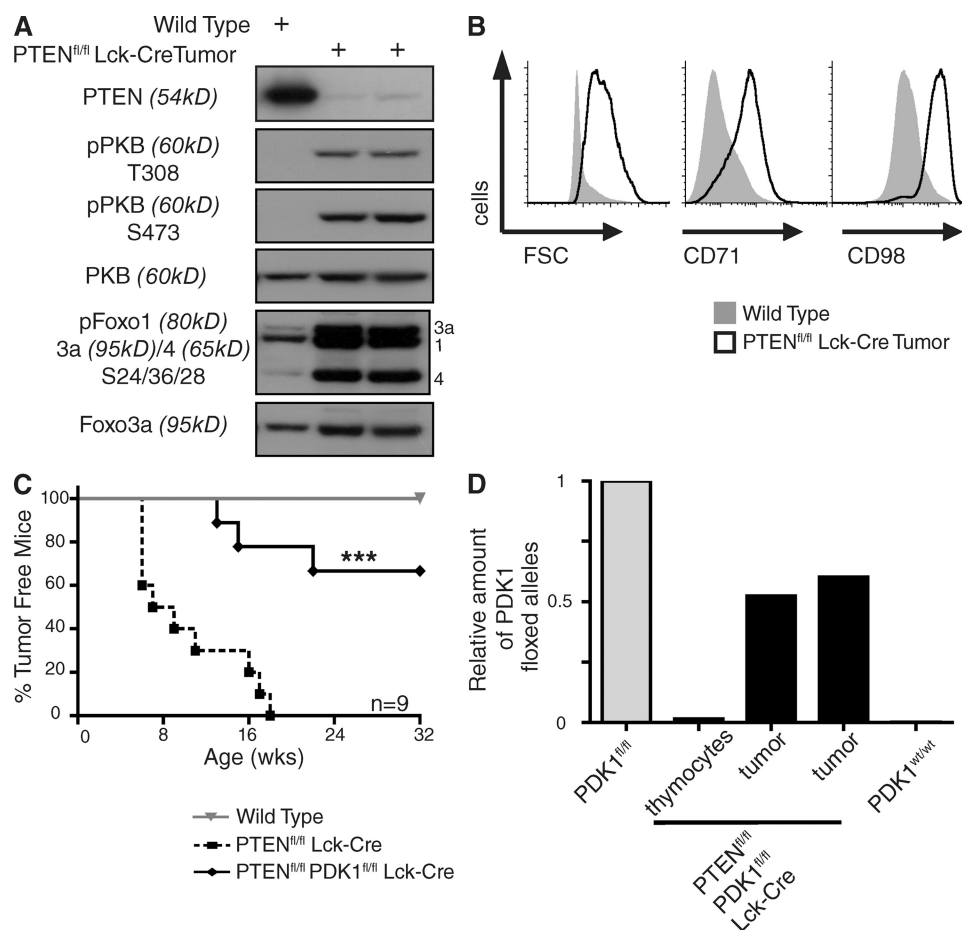 A
Wild Type +
PTENfl/fl Lck-CreTumor + +
PTEN (54kD)
pPKB (60kD)
T308
pPKB (60kD)
S473
PKB (60kD)
pFoxo1 (80kD)
3a (95kD)/4 (65kD)
S24/36/28
3a
1
4
Foxo3a (95kD)
B
cells
FSC
CD71
CD98
Wild Type
PTENfl/fl Lck-Cre Tumor
C
% Tumor Free Mice
100
80
60
40
20
0
0 8 16 24 32
Age (wks)
***
n=9
Wild Type
PTENfl/fl Lck-Cre
PTENfl/fl PDK1fl/fl Lck-Cre
D
Relative amount
of PDK1
floxed alleles
1
0.5
0
PDK1fl/fl
thymocytes
tumor
tumor
PDK1wt/wt
PTENfl/fl
PDK1fl/fl
Lck-Cre